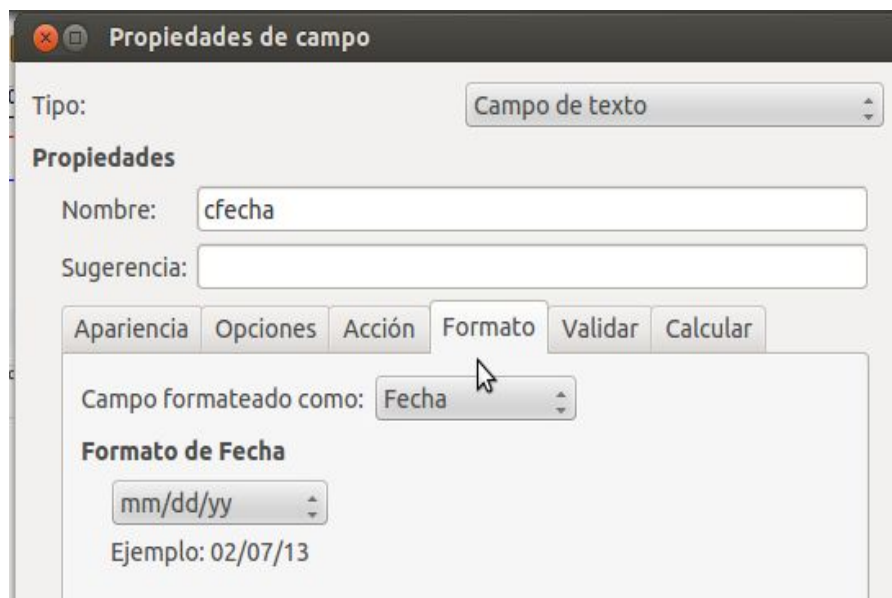 Propiedades de campo
Tipo: Campo de texto
Propiedades
Nombre: cfecha
Sugerencia:
Apariencia Opciones Acción Formato Validar Calcular
Campo formateado como: Fecha
Formato de Fecha
mm/dd/yy
Ejemplo: 02/07/13